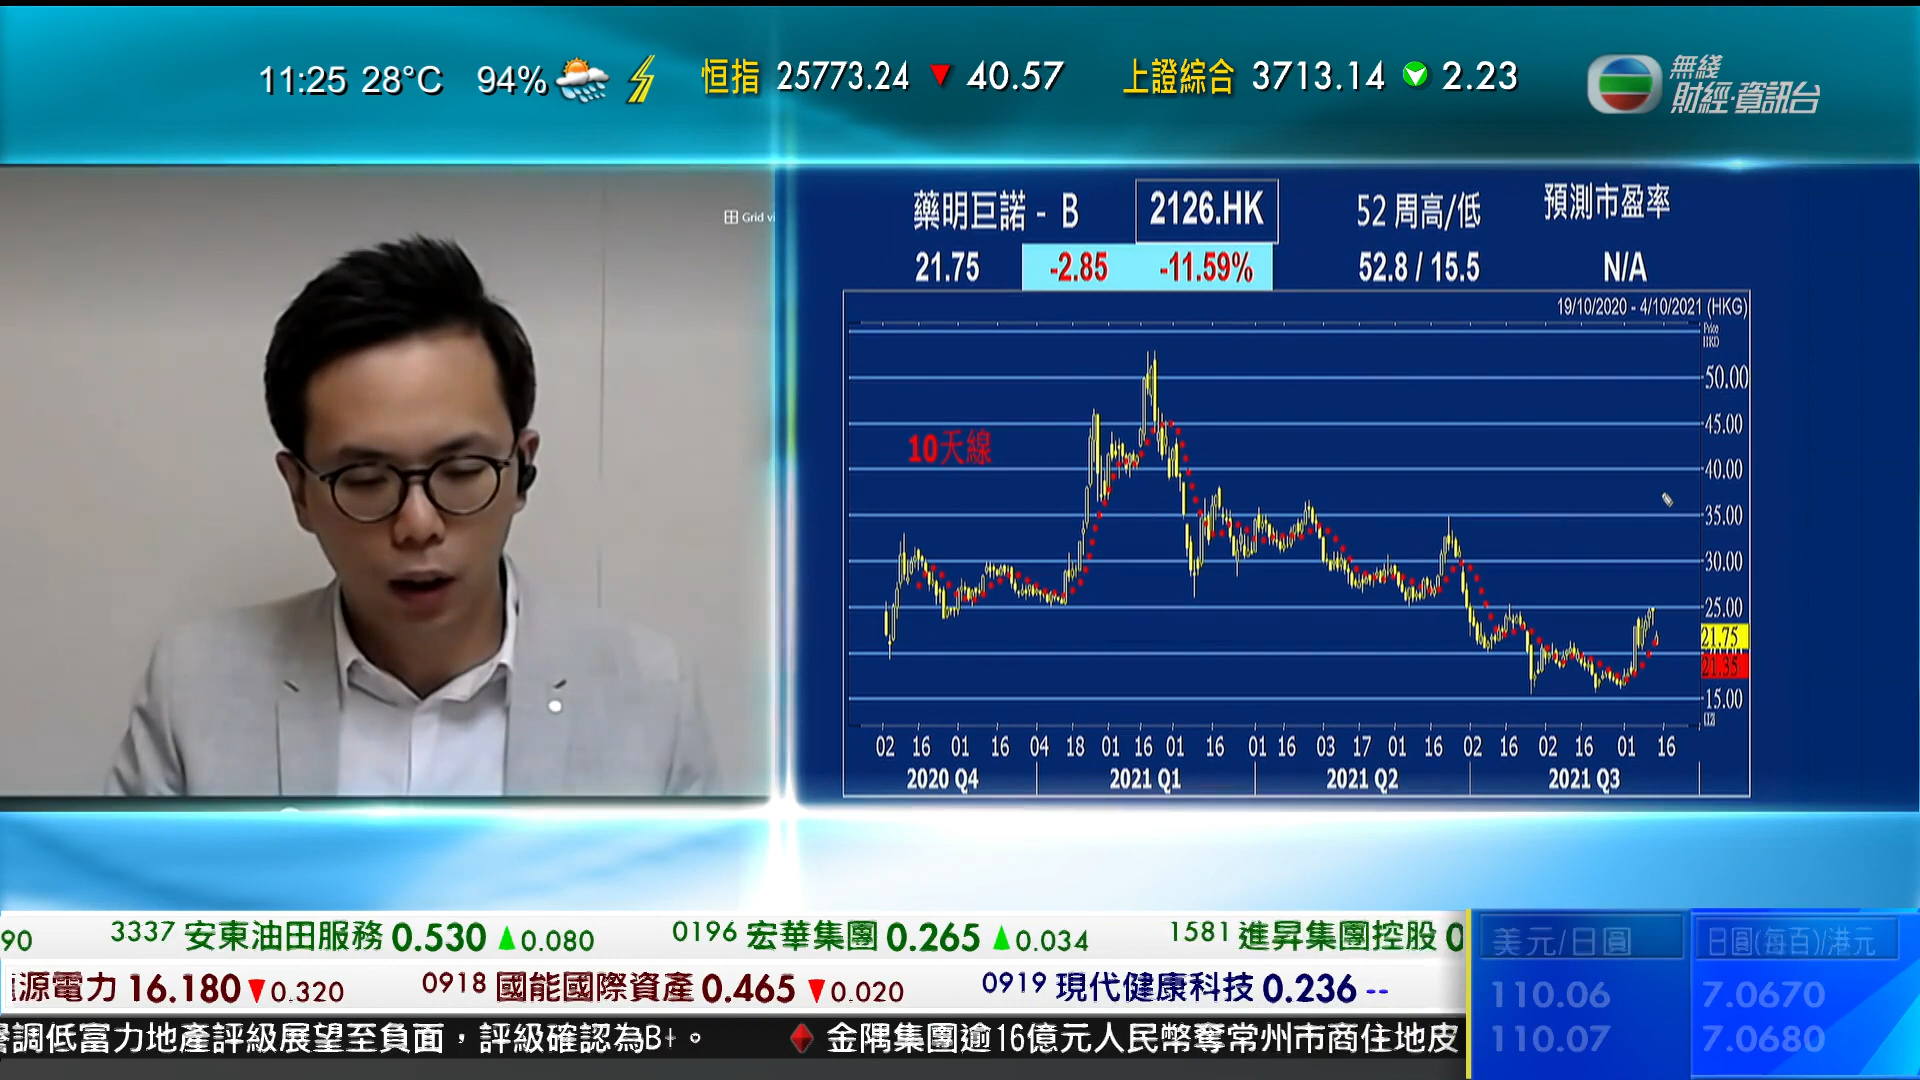 11:25 28°C 94% 恒指 25773.24 ▼ 40.57 上證綜合 3713.14 2.23
無綫
財經·資訊台
Grid vi
藥明巨諾 - B 2126.HK 52 周高/低 預測市盈率
21.75 -2.85 -11.59% 52.8 / 15.5 N/A
19/10/2020 - 4/10/2021 (HKG)
Price
HKD
10天線
50.00
45.00
40.00
35.00
30.00
25.00
21.75
21.35
15.00
02 16 01 16 04 18 01 16 01 16 01 16 03 17 01 16 02 16 02 16 01 16
2020 Q4 2021 Q1 2021 Q2 2021 Q3
90 3337 安東油田服務 0.530 ▲ 0.080 0196 宏華集團 0.265 ▲ 0.034 1581 進昇集團控股 0
源電力 16.180 ▼ 0.320 0918 國能國際資產 0.465 ▼ 0.020 0919 現代健康科技 0.236 --
調低富力地產評級展望至負面，評級確認為B+。 金隅集團逾16億元人民幣奪常州市商住地皮
美元/日圓 日圓(每百)/港元
110.06 7.0670
110.07 7.0680